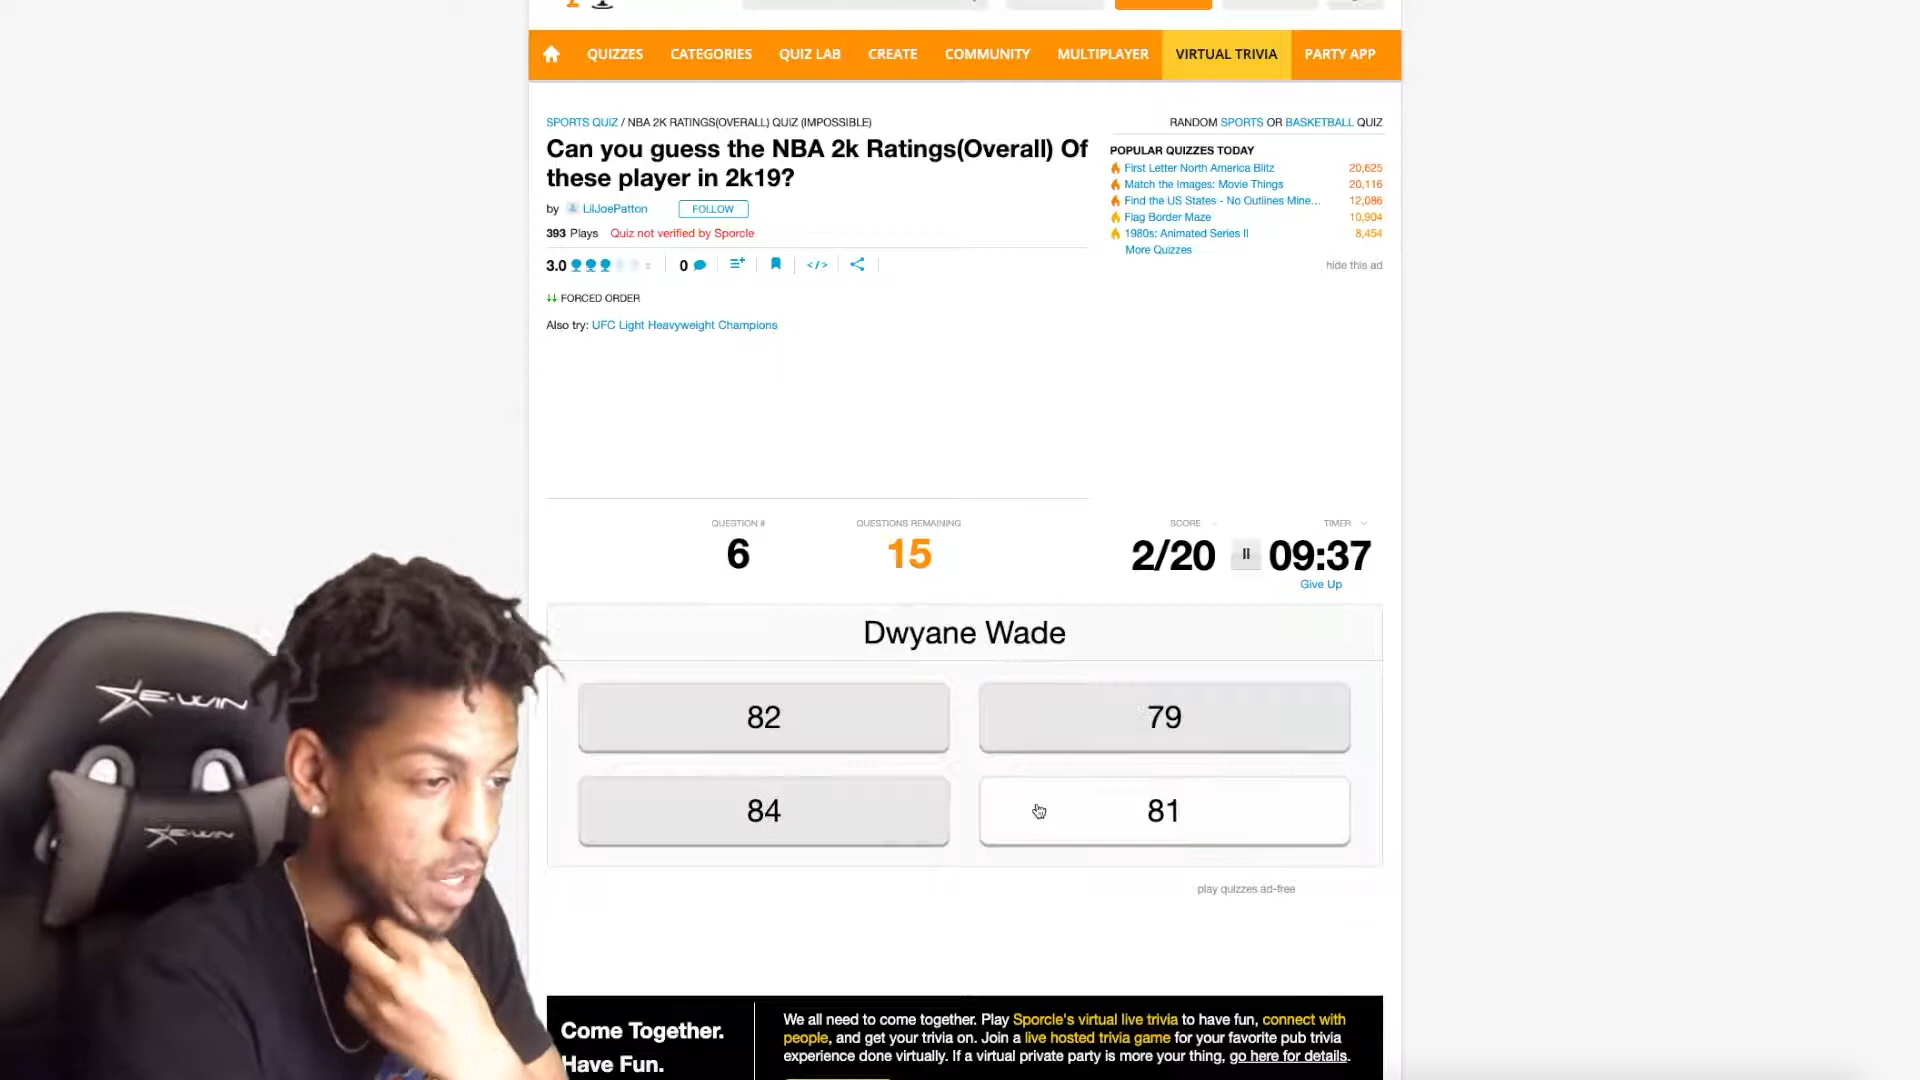 QUIZZES CATEGORIES QUIZ LAB CREATE COMMUNITY MULTIPLAYER VIRTUAL TRIVIA PARTY APP
SPORTS QUIZ / NBA 2K RATINGS(OVERALL) QUIZ (IMPOSSIBLE)
RANDOM SPORTS OR BASKETBALL QUIZ
Can you guess the NBA 2k Ratings(Overall) Of
these player in 2k19?
by LilJoePatton FOLLOW
393 Plays Quiz not verified by Sporcle
3.0 0 </>
FORCED ORDER
Also try: UFC Light Heavyweight Champions
POPULAR QUIZZES TODAY
First Letter North America Blitz 20,625
Match the Images: Movie Things 20,116
Find the US States - No Outlines Mine... 12,086
Flag Border Maze 10,904
1980s: Animated Series II 8,454
More Quizzes
hide this ad
QUESTION # QUESTIONS REMAINING SCORE TIMER
6 15 2/20 09:37
Give Up
Dwyane Wade
82 79
84 81
play quizzes ad-free
E-WIN
E-WIN
Come Together.
Have Fun.
We all need to come together. Play Sporcle's virtual live trivia to have fun, connect with
people, and get your trivia on. Join a live hosted trivia game for your favorite pub trivia
experience done virtually. If a virtual private party is more your thing, go here for details.